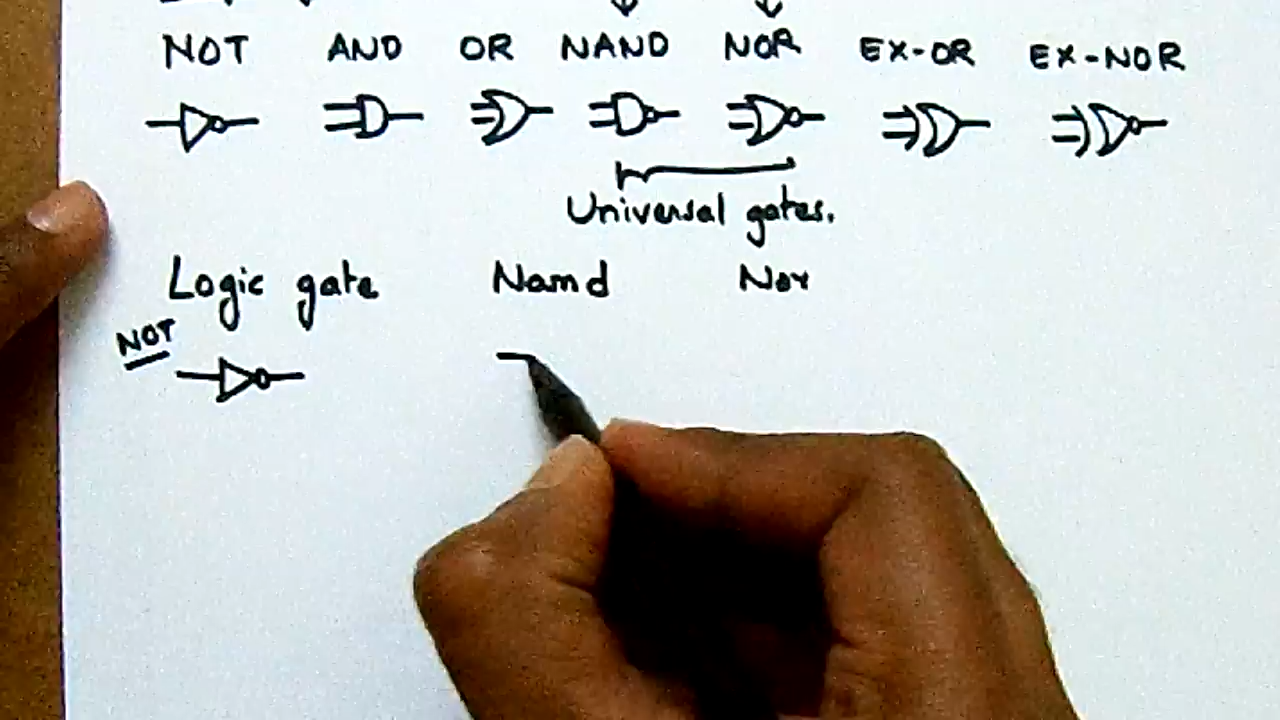 NOT AND OR NAND NOR EX-OR EX-NOR
Universal gates.
Logic gate Nand Nor
NOT